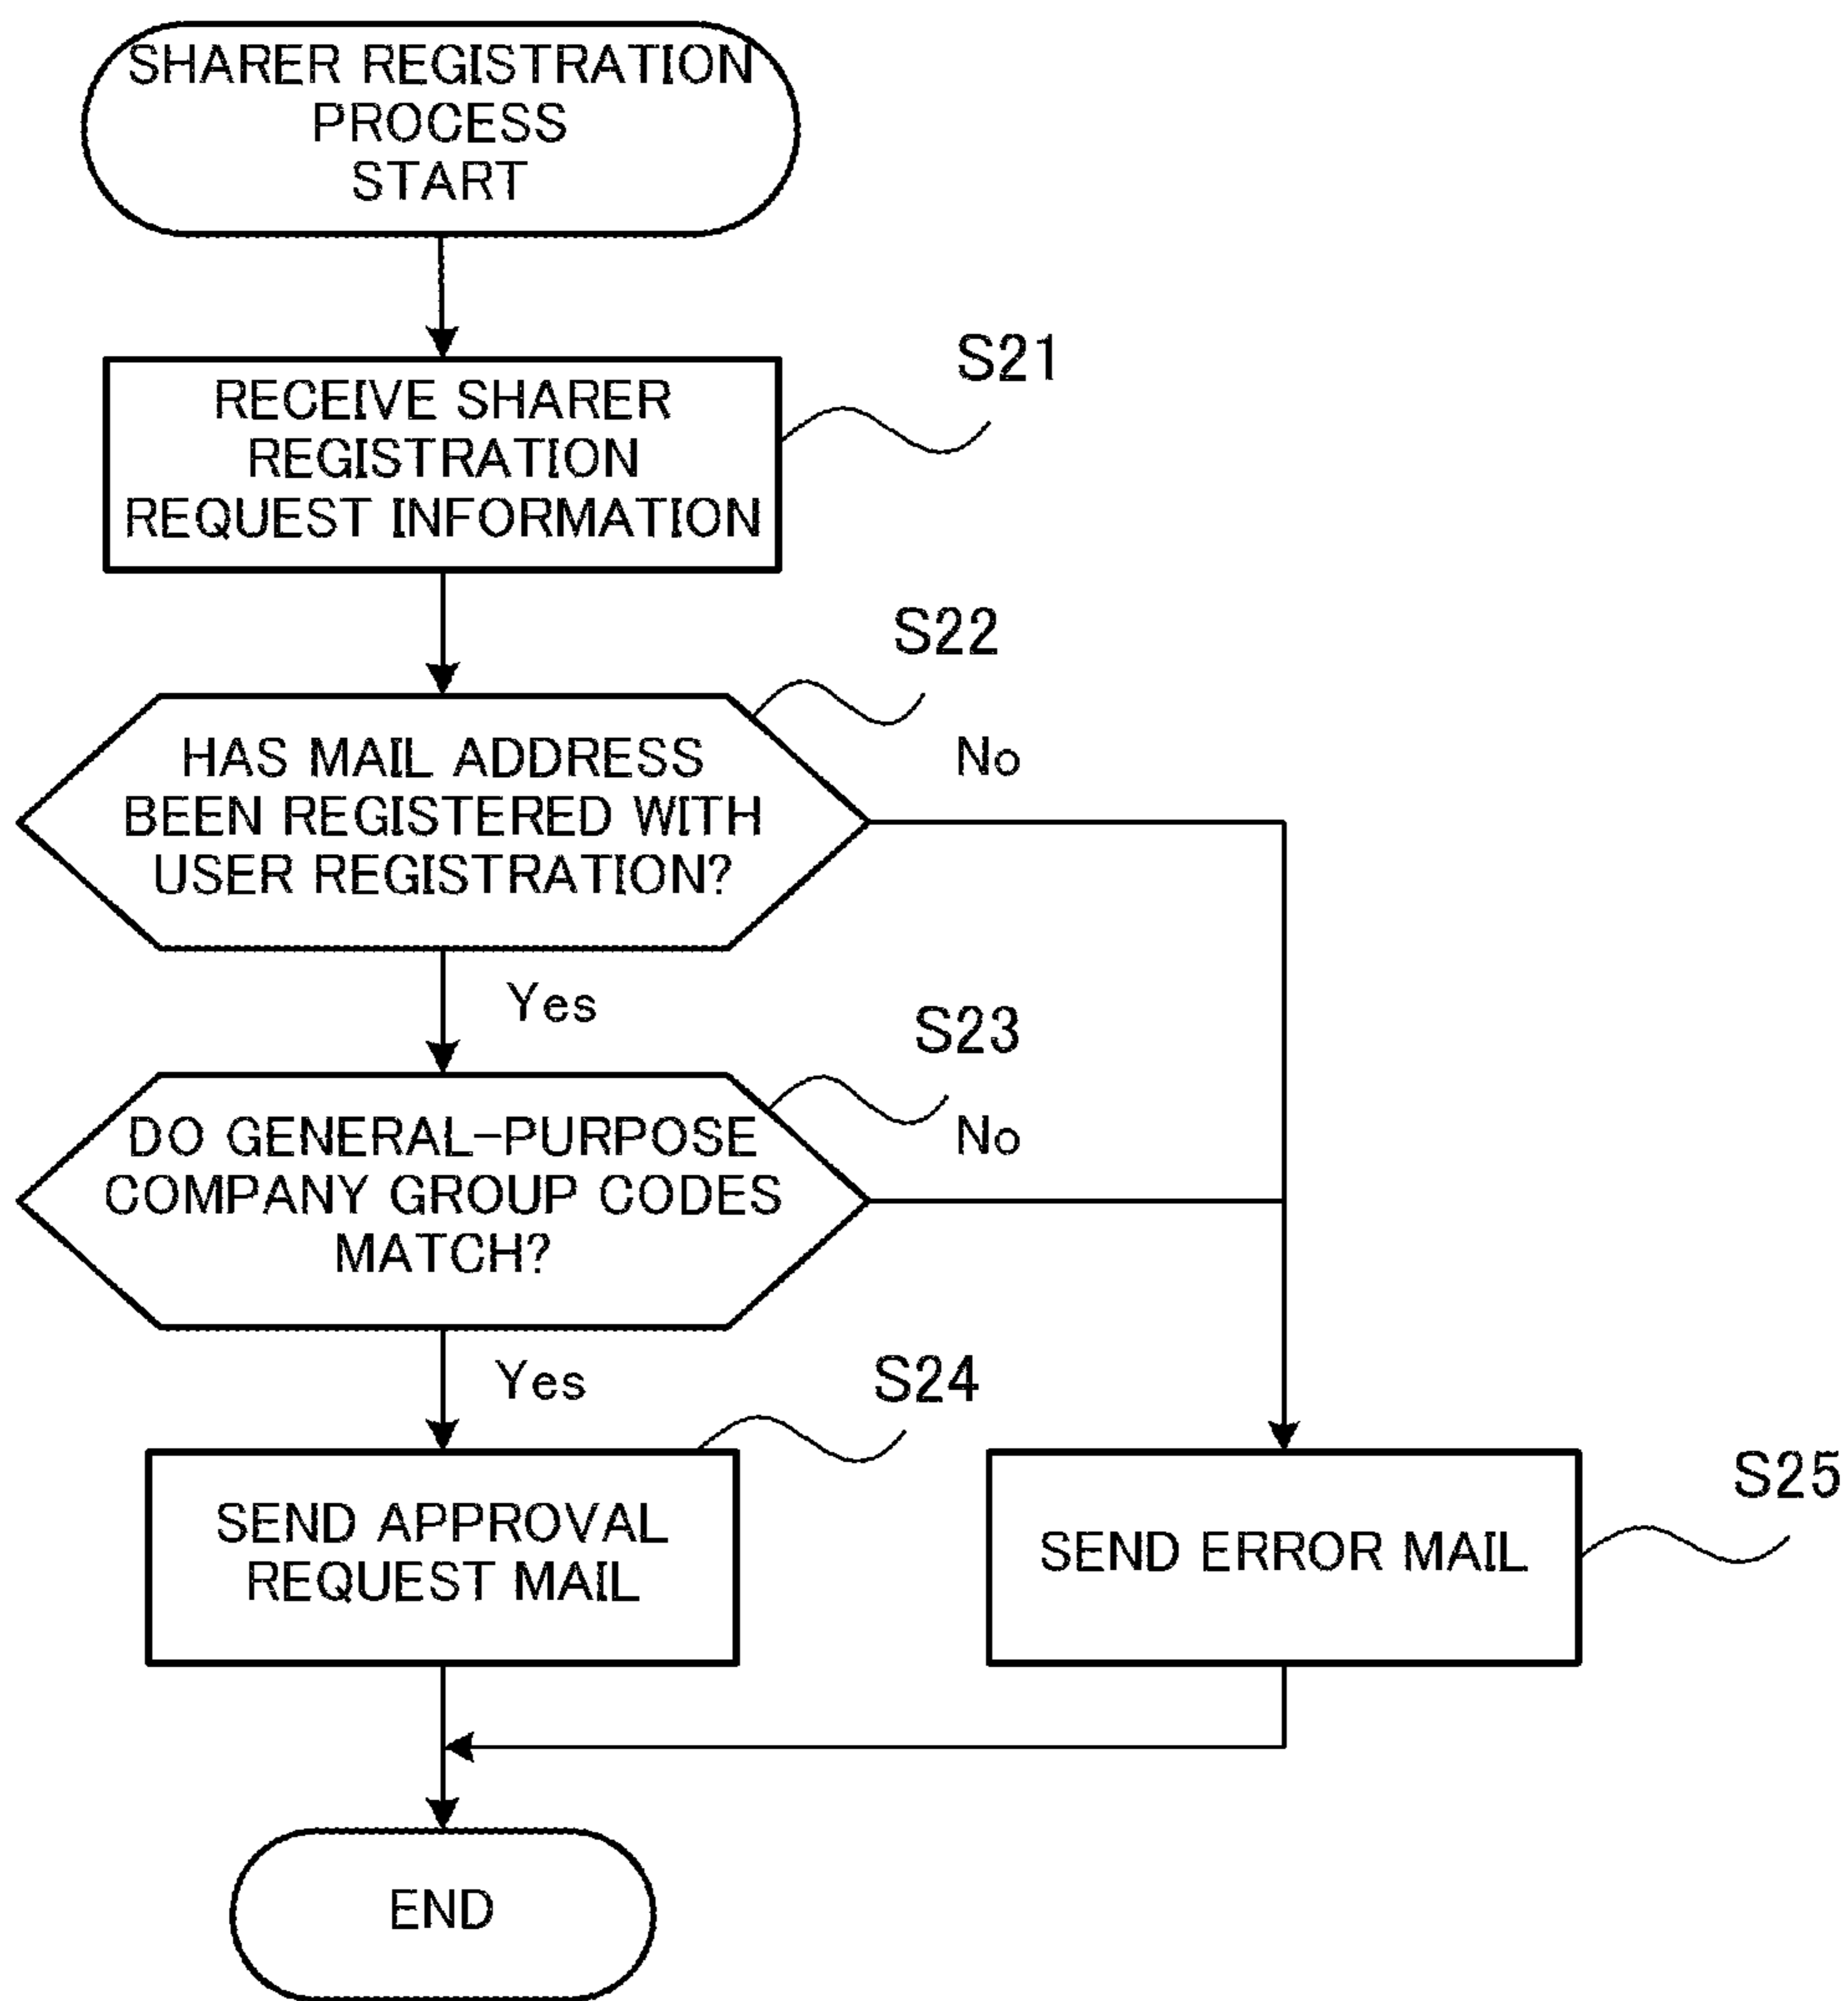 SHARER REGISTRATION
PROCESS
START
S21
RECEIVE SHARER
REGISTRATION
REQUEST INFORMATION
S22
HAS MAIL ADDRESS
BEEN REGISTERED WITH
USER REGISTRATION?
No
Yes
S23
DO GENERAL-PURPOSE
COMPANY GROUP CODES
MATCH?
No
Yes
S24
SEND APPROVAL
REQUEST MAIL
S25
SEND ERROR MAIL
END